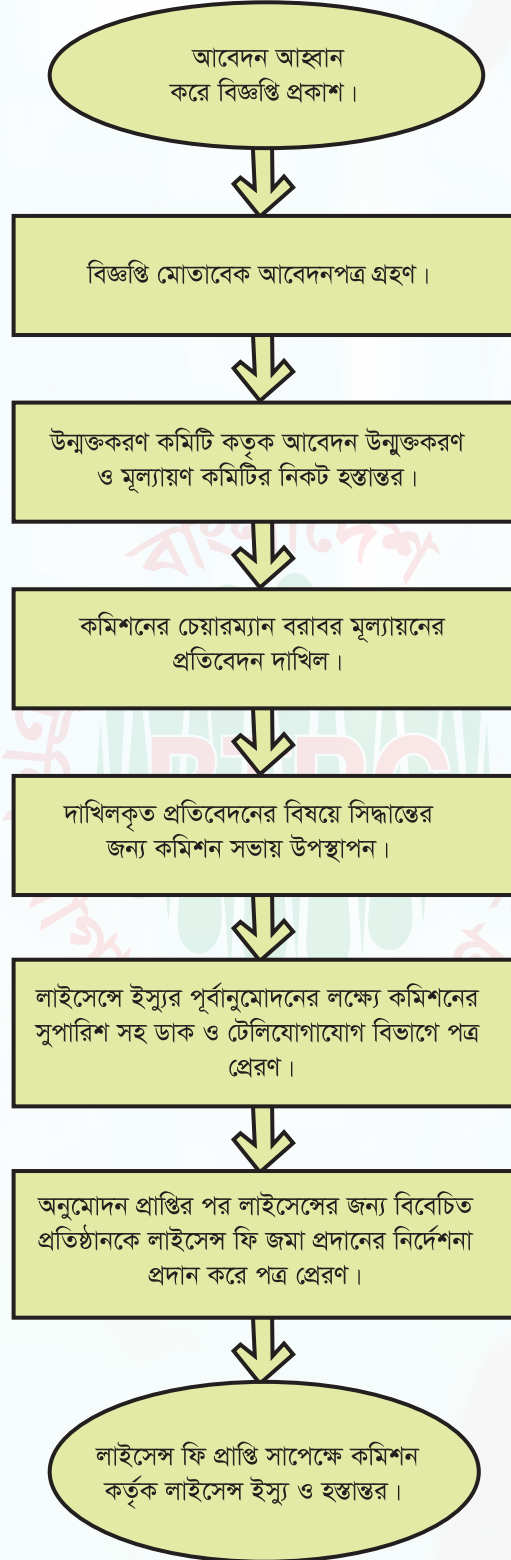 আবেদন আহ্বান
করে বিজ্ঞপ্তি প্রকাশ।
বিজ্ঞপ্তি মোতাবেক আবেদনপত্র গ্রহণ।
উন্মক্তকরণ কমিটি কতৃক আবেদন উন্মুক্তকরণ
ও মূল্যায়ণ কমিটির নিকট হস্তান্তর।
বাংলাদেশ
কমিশনের চেয়ারম্যান বরাবর মূল্যায়নের
প্রতিবেদন দাখিল।
BTRC
দাখিলকৃত প্রতিবেদনের বিষয়ে সিদ্ধান্তের
জন্য কমিশন সভায় উপস্থাপন।
লাইসেন্সে ইস্যুর পূর্বানুমোদনের লক্ষ্যে কমিশনের
সুপারিশ সহ ডাক ও টেলিযোগাযোগ বিভাগে পত্র
প্রেরণ।
অনুমোদন প্রাপ্তির পর লাইসেন্সের জন্য বিবেচিত
প্রতিষ্ঠানকে লাইসেন্স ফি জমা প্রদানের নির্দেশনা
প্রদান করে পত্র প্রেরণ।
লাইসেন্স ফি প্রাপ্তি সাপেক্ষে কমিশন
কর্তৃক লাইসেন্স ইস্যু ও হস্তান্তর।